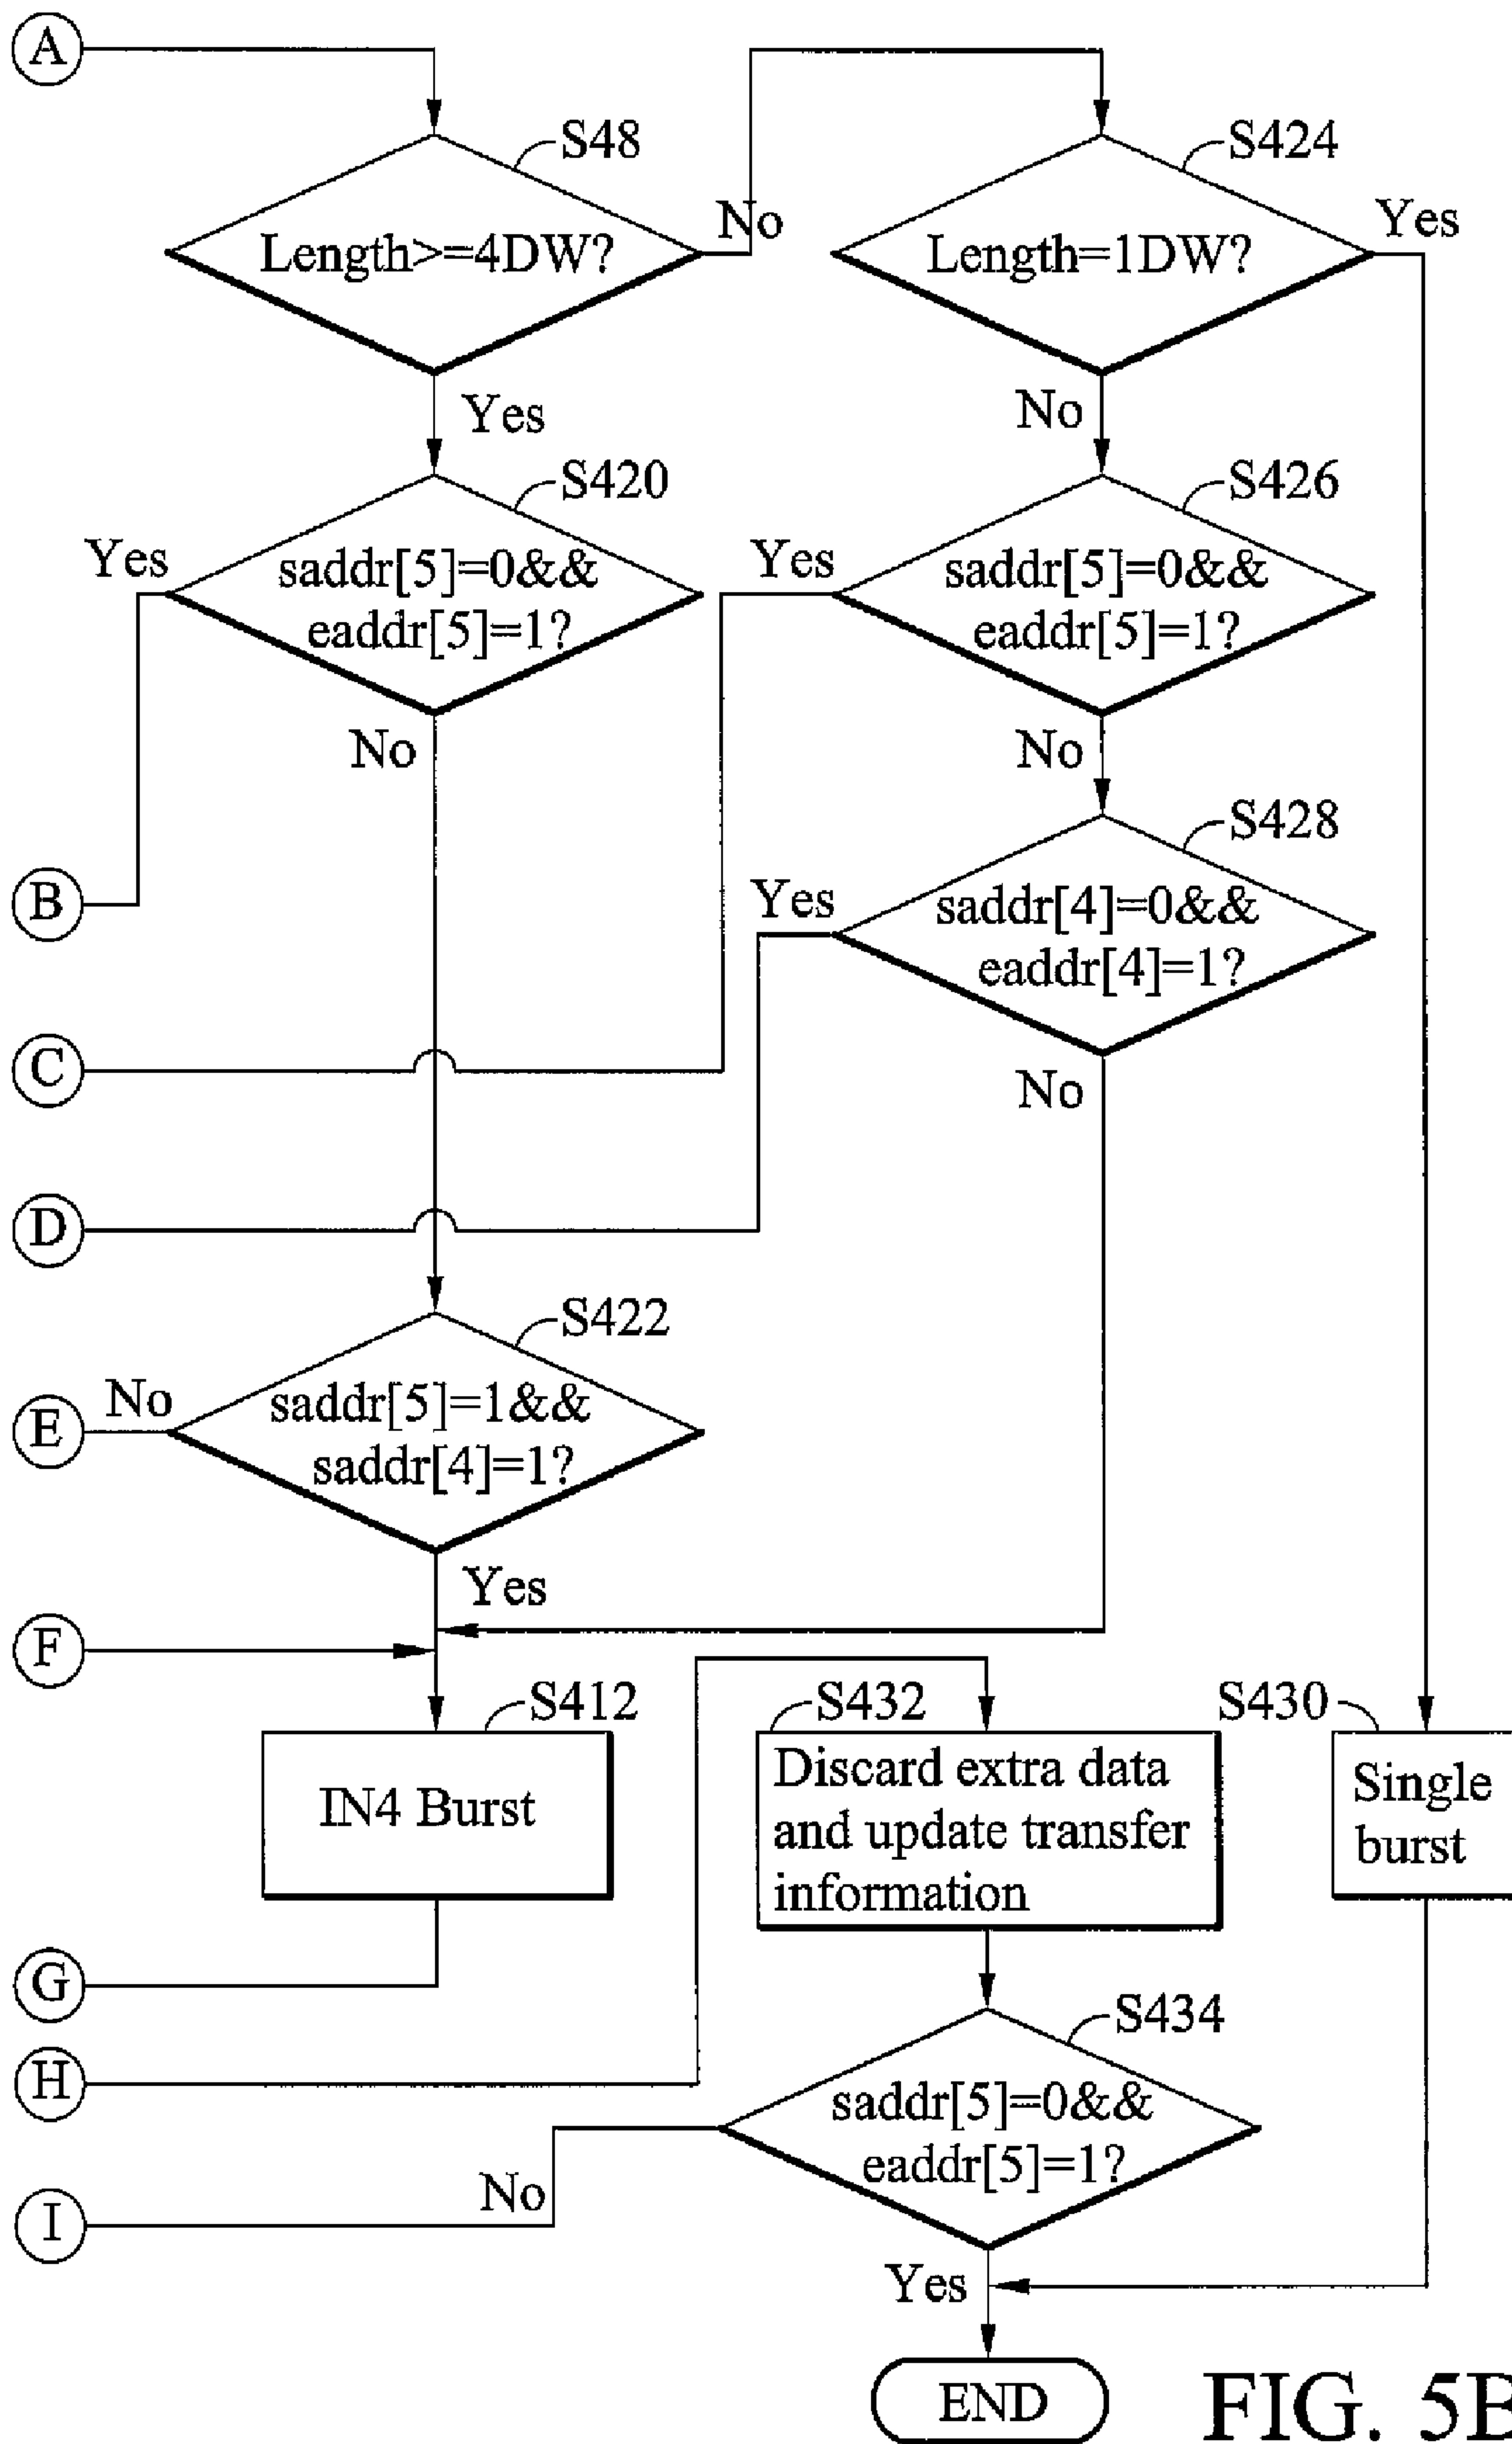 A
S48
Length>=4DW?
No
S424
Length=1DW?
Yes
Yes
No
S420
saddr[5]=0&&
eaddr[5]=1?
Yes
No
S426
saddr[5]=0&&
eaddr[5]=1?
Yes
No
S428
saddr[4]=0&&
eaddr[4]=1?
Yes
No
B
C
D
S422
saddr[5]=1&&
saddr[4]=1?
No
E
Yes
F
S412
IN4 Burst
S432
Discard extra data
and update transfer
information
S430
Single
burst
G
H
S434
saddr[5]=0&&
eaddr[5]=1?
No
I
Yes
END
FIG. 5B